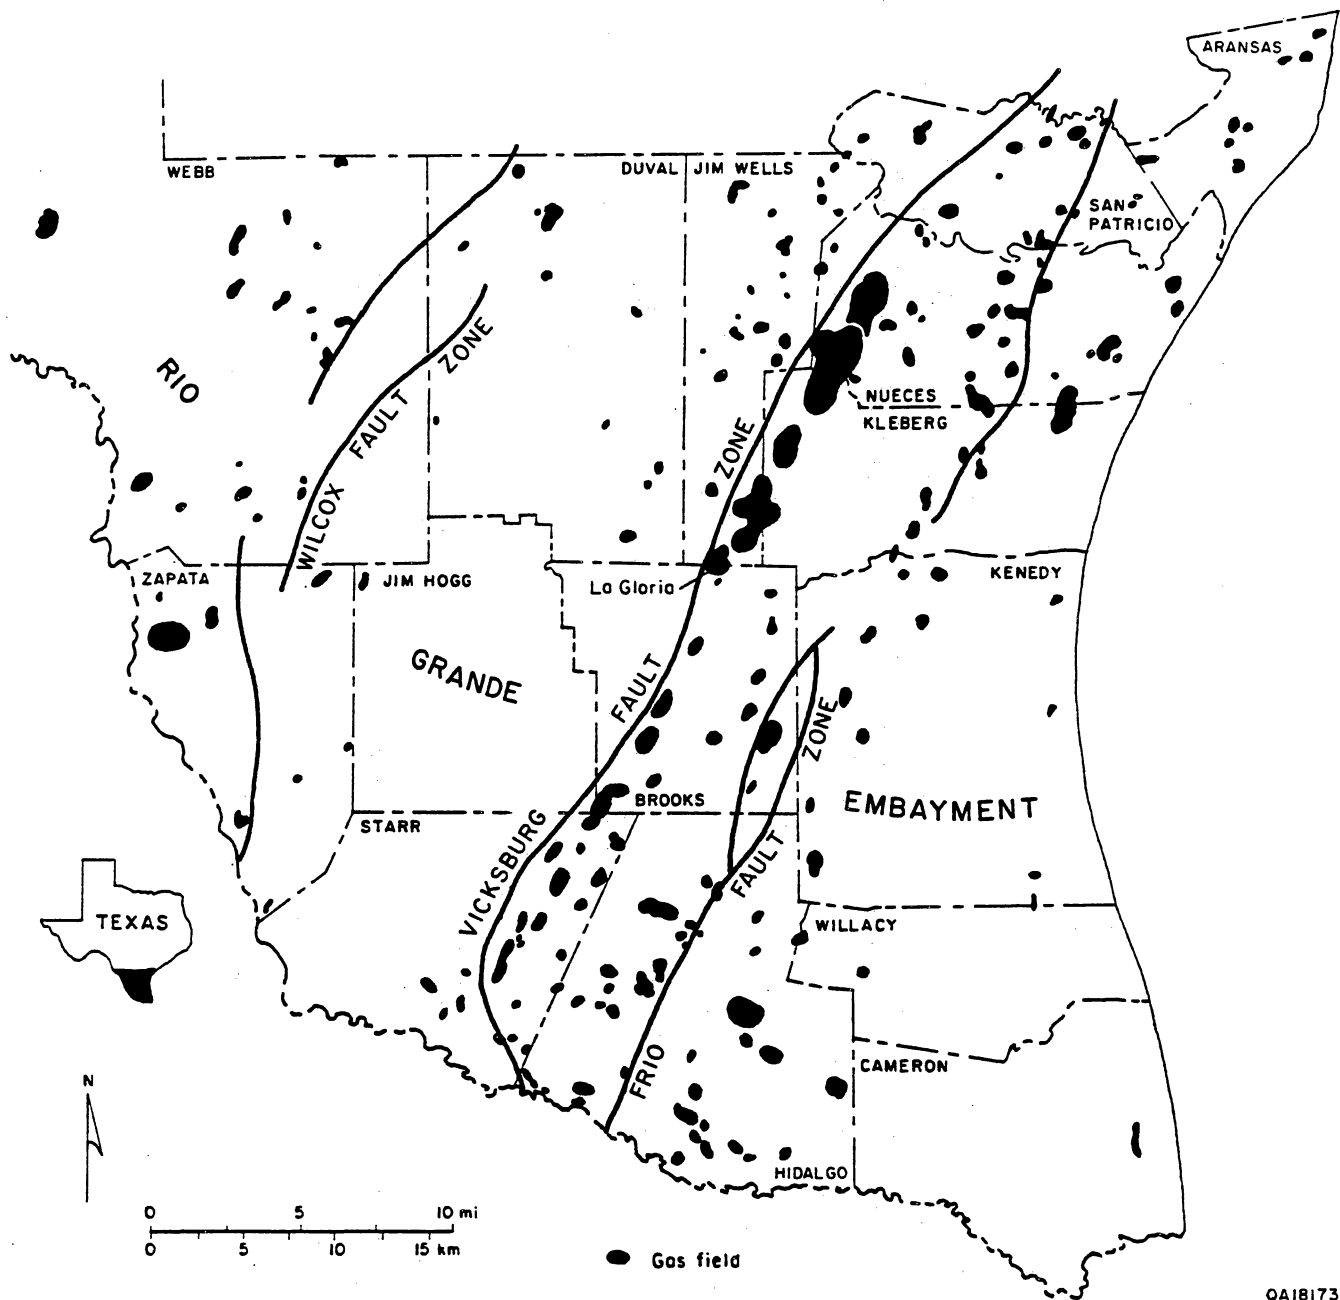 ARANSAS
WEBB
DUVAL
JIM WELLS
SAN
PATRICIO
RIO
ZONE
FAULT
WILCOX
NUECES
KLEBERG
ZONE
ZAPATA
JIM HOGG
La Gloria
KENEDY
GRANDE
FAULT
ZONE
BROOKS
EMBAYMENT
STARR
VICKSBURG
FAULT
TEXAS
WILLACY
FRIO
CAMERON
N
HIDALGO
0 5 10 mi
0 5 10 15 km
Gas field
QA18173